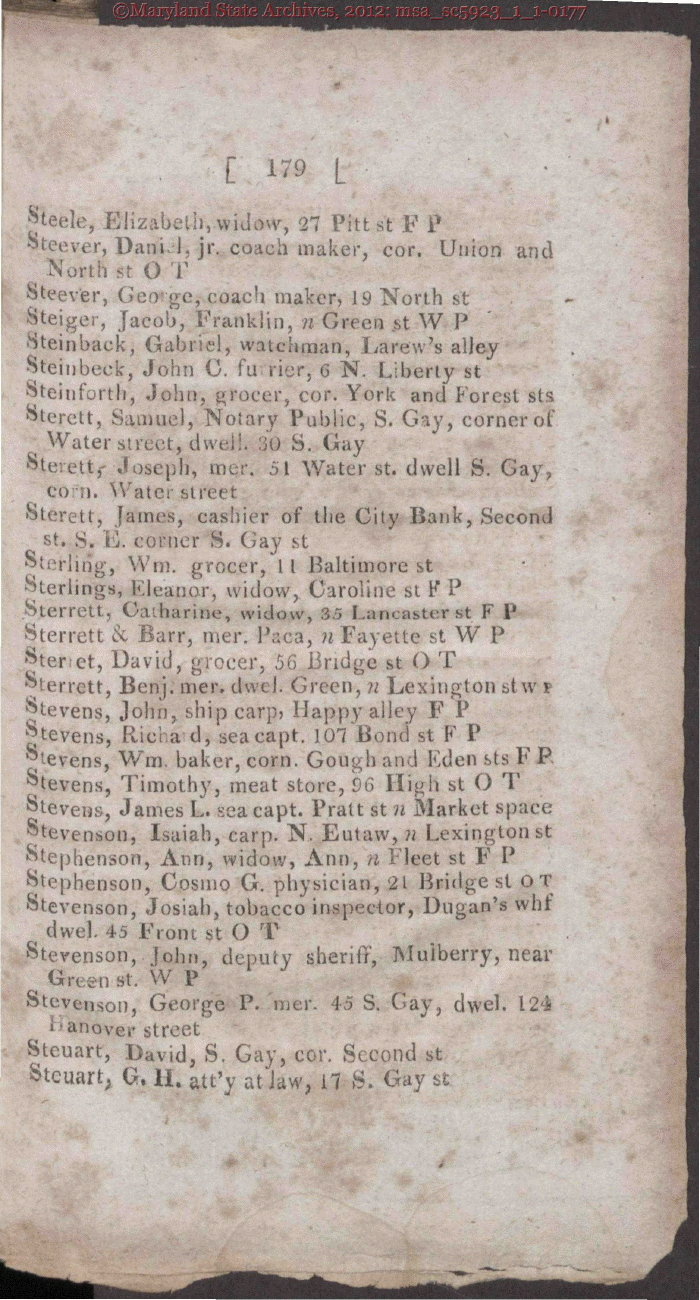 ©Maryland State Archives, 2012: msa_sc5923_1_1-0177
[ 179 ]
Steele, Elizabeth, widow, 27 Pitt st F P
Steever, Daniel, jr. coach maker, cor. Union and
North st O T
Steever, George, coach maker, 19 North st
Steiger, Jacob, Franklin, n Green st W P
Steinback, Gabriel, watchman, Larew's alley
Steinbeck, John C. furrier, 6 N. Liberty st
Steinforth, John, grocer, cor. York and Forest sts
Sterett, Samuel, Notary Public, S. Gay, corner of
Water street, dwell. 30 S. Gay
Sterett, Joseph, mer. 51 Water st. dwell S. Gay,
corn. Water street
Sterett, James, cashier of the City Bank, Second
st. S. E. corner S. Gay st
Sterling, Wm. grocer, 11 Baltimore st
Sterlings, Eleanor, widow, Caroline st F P
Sterrett, Catharine, widow, 35 Lancaster st F P
Sterrett & Barr, mer. Paca, n Fayette st W P
Sterret, David, grocer, 56 Bridge st O T
Sterrett, Benj. mer. dwel. Green, n Lexington st W P
Stevens, John, ship carp, Happy alley F P
Stevens, Richard, sea capt. 107 Bond st F P
Stevens, Wm. baker, corn. Gough and Eden sts F P
Stevens, Timothy, meat store, 96 High st O T
Stevens, James L. sea capt. Pratt st n Market space
Stevenson, Isaiah, carp. N. Eutaw, n Lexington st
Stephenson, Ann, widow, Ann, n Fleet st F P
Stephenson, Cosmo G. physician, 21 Bridge st O T
Stevenson, Josiah, tobacco inspector, Dugan's whf
dwel. 45 Front st O T
Stevenson, John, deputy sheriff, Mulberry, near
Green st. W P
Stevenson, George P. mer. 45 S. Gay, dwel. 124
Hanover street
Steuart, David, S. Gay, cor. Second st
Steuart, G. H. att'y at law, 17 S. Gay st